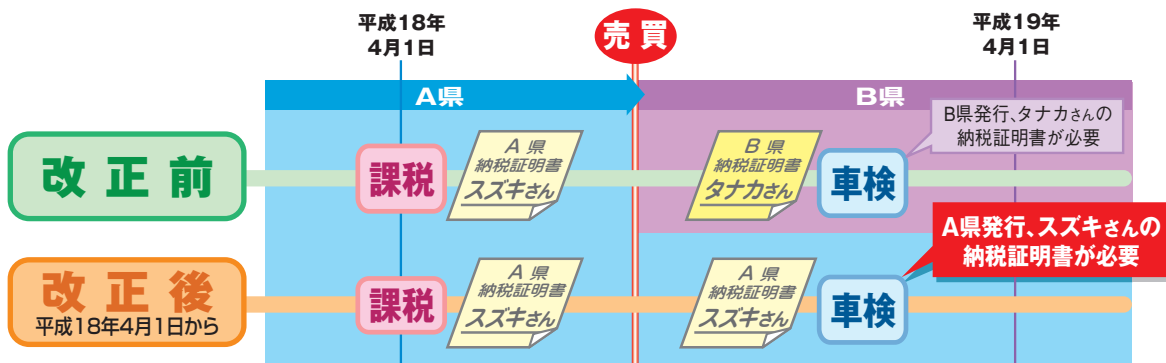 平成18年
4月1日
売買
平成19年
4月1日
A県
B県
改正前
課税
A県
納税証明書
スズキさん
B県
納税証明書
タナカさん
車検
B県発行、タナカさんの
納税証明書が必要
改正後
平成18年4月1日から
課税
A県
納税証明書
スズキさん
A県
納税証明書
スズキさん
車検
A県発行、スズキさんの
納税証明書が必要